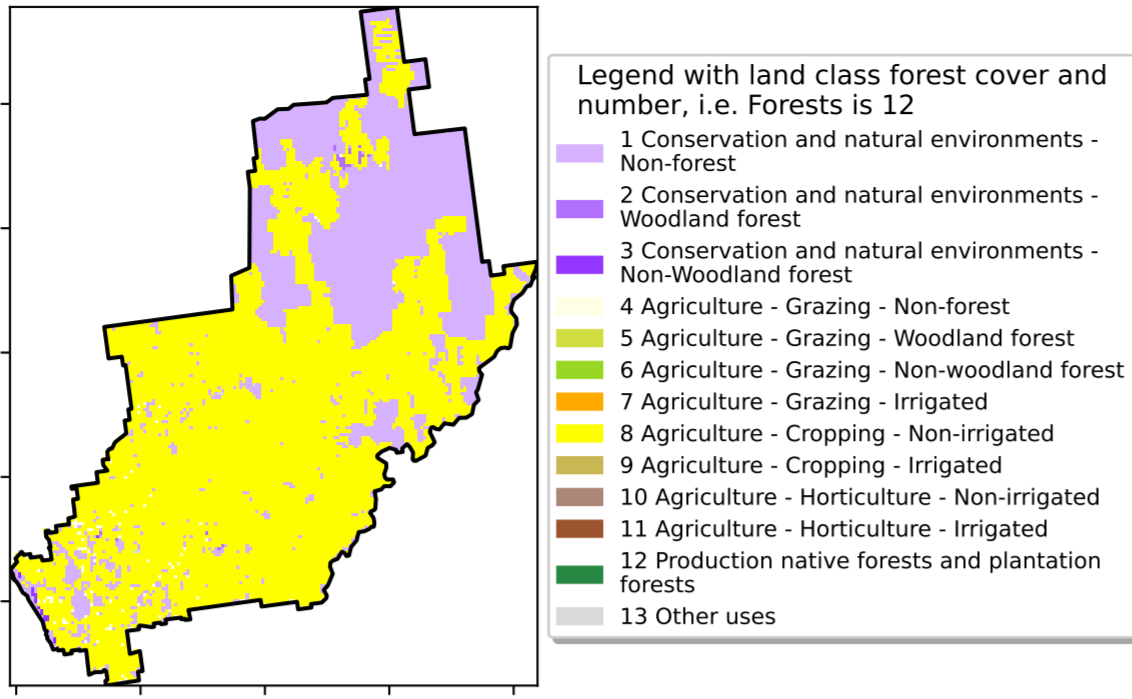 Legend with land class forest cover and
number, i.e. Forests is 12
1 Conservation and natural environments -
Non-forest
2 Conservation and natural environments -
Woodland forest
3 Conservation and natural environments -
Non-Woodland forest
4 Agriculture - Grazing - Non-forest
5 Agriculture - Grazing - Woodland forest
6 Agriculture - Grazing - Non-woodland forest
7 Agriculture - Grazing - Irrigated
8 Agriculture - Cropping - Non-irrigated
9 Agriculture - Cropping - Irrigated
10 Agriculture - Horticulture - Non-irrigated
11 Agriculture - Horticulture - Irrigated
12 Production native forests and plantation
forests
13 Other uses